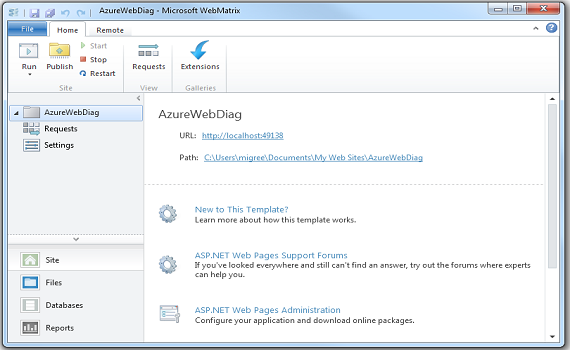 AzureWebDiag - Microsoft WebMatrix
File
Home
Remote
Run
Publish
Start
Stop
Restart
Requests
Extensions
Site
View
Galleries
AzureWebDiag
Requests
Settings
Site
Files
Databases
Reports
AzureWebDiag
URL: http://localhost:49138
Path: C:\Users\migree\Documents\My Web Sites\AzureWebDiag
New to This Template?
Learn more about how this template works.
ASP.NET Web Pages Support Forums
If you've looked everywhere and still can't find an answer, try out the forums where experts
can help you.
ASP.NET Web Pages Administration
Configure your application and download online packages.